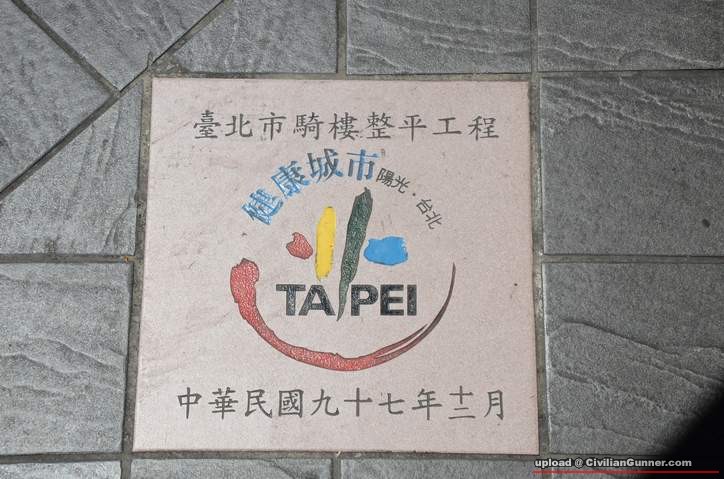 臺北市騎樓整平工程
健康城市
陽光·台北
TAIPEI
中華民國九十七年十二月
upload @ CivilianGunner.com